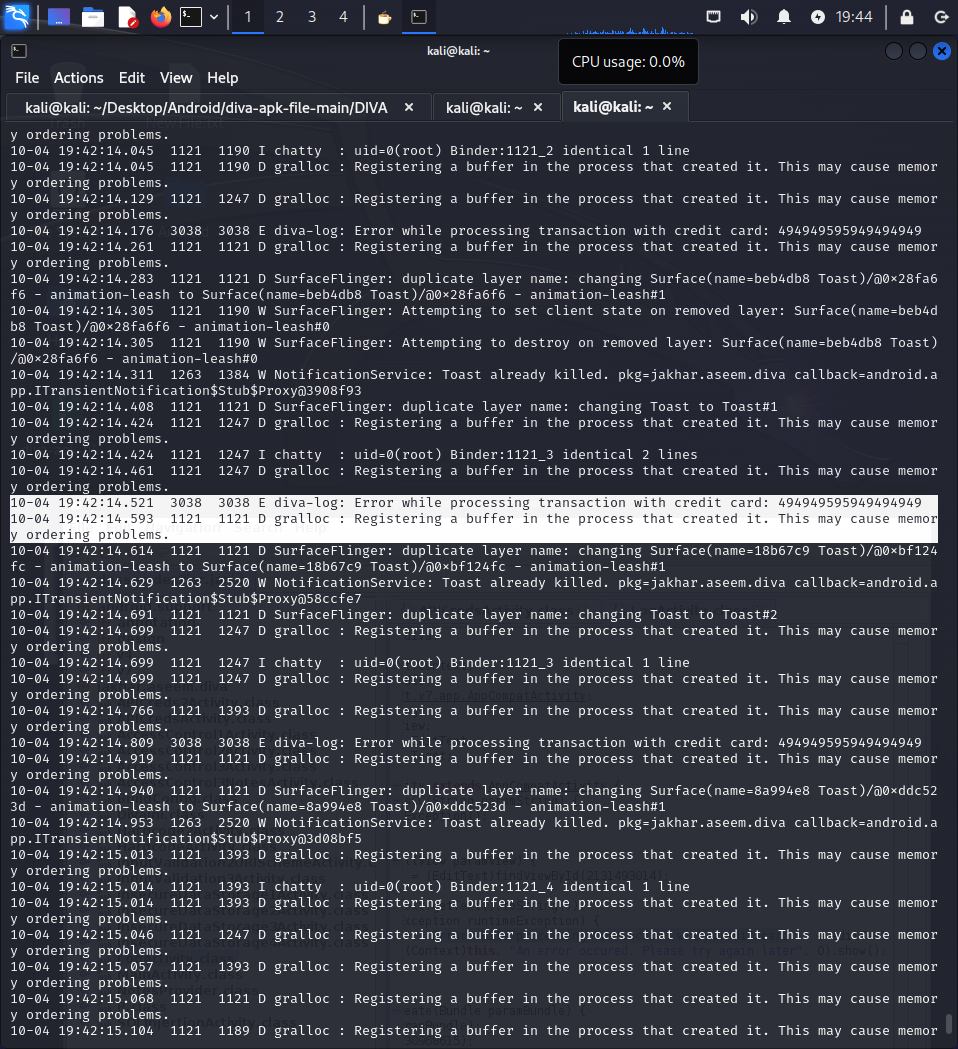 1 2 3 4 19:44
kali@kali: ~
CPU usage: 0.0%
File Actions Edit View Help
kali@kali: ~/Desktop/Android/diva-apk-file-main/DIVA × kali@kali: ~ × kali@kali: ~ ×
y ordering problems.
10-04 19:42:14.045  1121  1190 I chatty  : uid=0(root) Binder:1121_2 identical 1 line
10-04 19:42:14.045  1121  1190 D gralloc : Registering a buffer in the process that created it. This may cause memor
y ordering problems.
10-04 19:42:14.129  1121  1247 D gralloc : Registering a buffer in the process that created it. This may cause memor
y ordering problems.
10-04 19:42:14.176  3038  3038 E diva-log: Error while processing transaction with credit card: 494949595949494949
10-04 19:42:14.261  1121  1121 D gralloc : Registering a buffer in the process that created it. This may cause memor
y ordering problems.
10-04 19:42:14.283  1121  1121 D SurfaceFlinger: duplicate layer name: changing Surface(name=beb4db8 Toast)/@0×28fa6
f6 - animation-leash to Surface(name=beb4db8 Toast)/@0×28fa6f6 - animation-leash#1
10-04 19:42:14.305  1121  1190 W SurfaceFlinger: Attempting to set client state on removed layer: Surface(name=beb4d
b8 Toast)/@0×28fa6f6 - animation-leash#0
10-04 19:42:14.305  1121  1190 W SurfaceFlinger: Attempting to destroy on removed layer: Surface(name=beb4db8 Toast)
/@0×28fa6f6 - animation-leash#0
10-04 19:42:14.311  1263  1384 W NotificationService: Toast already killed. pkg=jakhar.aseem.diva callback=android.a
pp.ITransientNotification$Stub$Proxy@3908f93
10-04 19:42:14.408  1121  1121 D SurfaceFlinger: duplicate layer name: changing Toast to Toast#1
10-04 19:42:14.424  1121  1247 D gralloc : Registering a buffer in the process that created it. This may cause memor
y ordering problems.
10-04 19:42:14.424  1121  1247 I chatty  : uid=0(root) Binder:1121_3 identical 2 lines
10-04 19:42:14.461  1121  1247 D gralloc : Registering a buffer in the process that created it. This may cause memor
y ordering problems.
10-04 19:42:14.521  3038  3038 E diva-log: Error while processing transaction with credit card: 494949595949494949
10-04 19:42:14.593  1121  1121 D gralloc : Registering a buffer in the process that created it. This may cause memor
y ordering problems.
10-04 19:42:14.614  1121  1121 D SurfaceFlinger: duplicate layer name: changing Surface(name=18b67c9 Toast)/@0×bf124
fc - animation-leash to Surface(name=18b67c9 Toast)/@0×bf124fc - animation-leash#1
10-04 19:42:14.629  1263  2520 W NotificationService: Toast already killed. pkg=jakhar.aseem.diva callback=android.a
pp.ITransientNotification$Stub$Proxy@58ccfe7
10-04 19:42:14.691  1121  1121 D SurfaceFlinger: duplicate layer name: changing Toast to Toast#2
10-04 19:42:14.699  1121  1247 D gralloc : Registering a buffer in the process that created it. This may cause memor
y ordering problems.
10-04 19:42:14.699  1121  1247 I chatty  : uid=0(root) Binder:1121_3 identical 1 line
10-04 19:42:14.699  1121  1247 D gralloc : Registering a buffer in the process that created it. This may cause memor
y ordering problems.
10-04 19:42:14.766  1121  1393 D gralloc : Registering a buffer in the process that created it. This may cause memor
y ordering problems.
10-04 19:42:14.809  3038  3038 E diva-log: Error while processing transaction with credit card: 494949595949494949
10-04 19:42:14.919  1121  1121 D gralloc : Registering a buffer in the process that created it. This may cause memor
y ordering problems.
10-04 19:42:14.940  1121  1121 D SurfaceFlinger: duplicate layer name: changing Surface(name=8a994e8 Toast)/@0×ddc52
3d - animation-leash to Surface(name=8a994e8 Toast)/@0×ddc523d - animation-leash#1
10-04 19:42:14.953  1263  2520 W NotificationService: Toast already killed. pkg=jakhar.aseem.diva callback=android.a
pp.ITransientNotification$Stub$Proxy@3d08bf5
10-04 19:42:15.013  1121  1393 D gralloc : Registering a buffer in the process that created it. This may cause memor
y ordering problems.
10-04 19:42:15.014  1121  1393 I chatty  : uid=0(root) Binder:1121_4 identical 1 line
10-04 19:42:15.014  1121  1393 D gralloc : Registering a buffer in the process that created it. This may cause memor
y ordering problems.
10-04 19:42:15.046  1121  1247 D gralloc : Registering a buffer in the process that created it. This may cause memor
y ordering problems.
10-04 19:42:15.057  1121  1393 D gralloc : Registering a buffer in the process that created it. This may cause memor
y ordering problems.
10-04 19:42:15.068  1121  1121 D gralloc : Registering a buffer in the process that created it. This may cause memor
y ordering problems.
10-04 19:42:15.104  1121  1189 D gralloc : Registering a buffer in the process that created it. This may cause memor